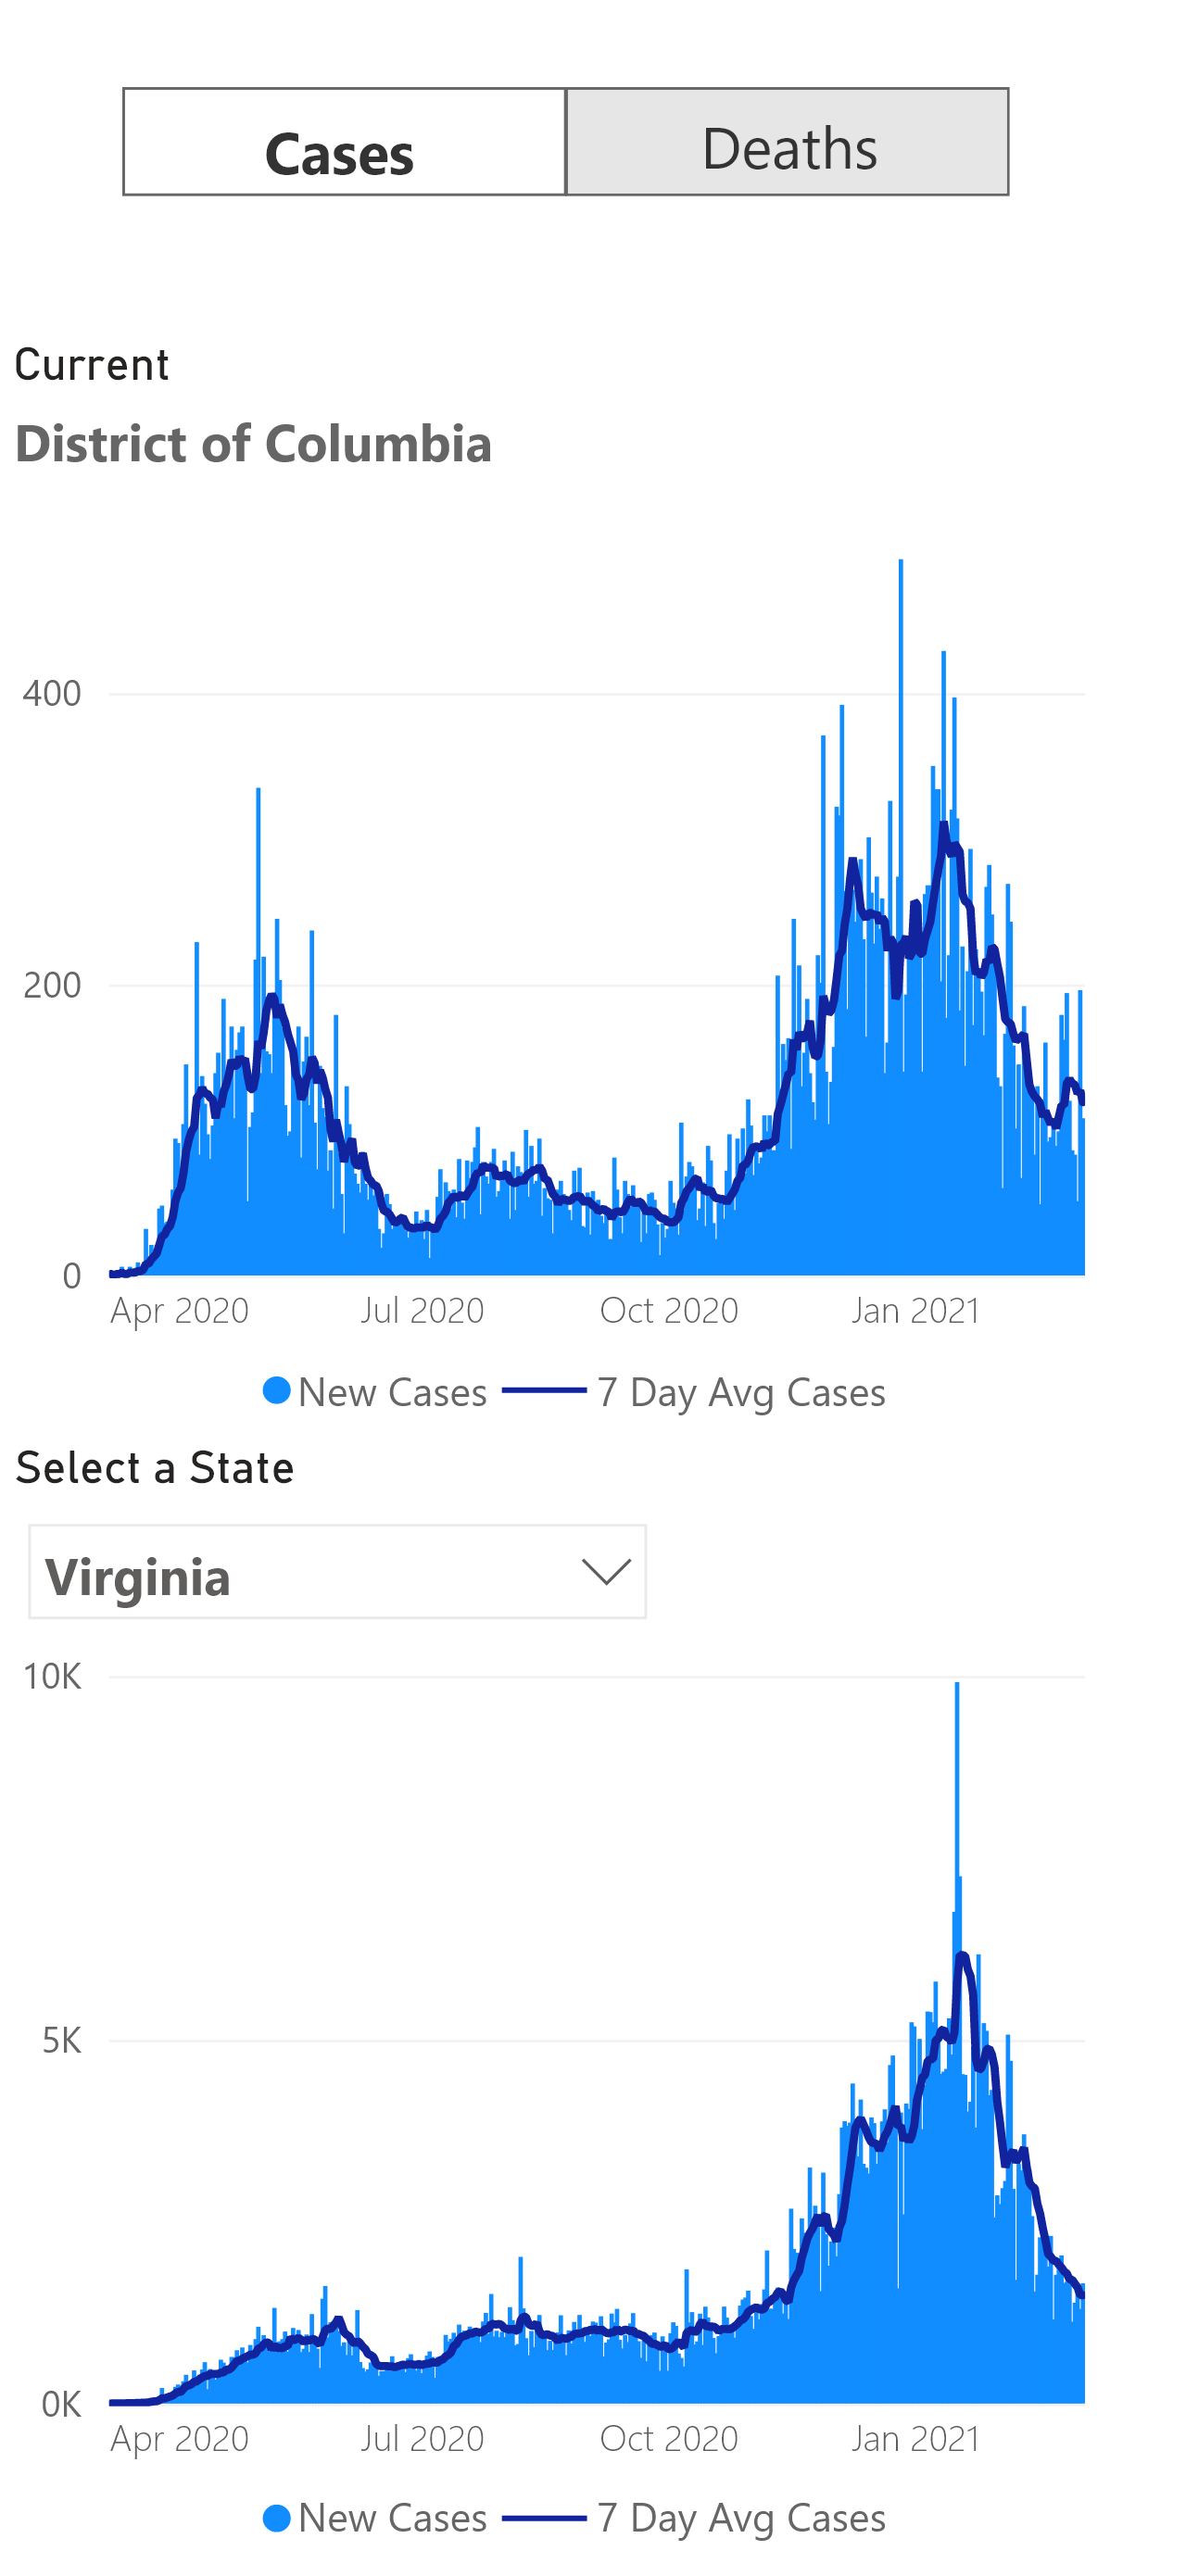 Cases Deaths
Current
District of Columbia
400
200
0
Apr 2020 Jul 2020 Oct 2020 Jan 2021
New Cases 7 Day Avg Cases
Select a State
Virginia
10K
5K
0K
Apr 2020 Jul 2020 Oct 2020 Jan 2021
New Cases 7 Day Avg Cases